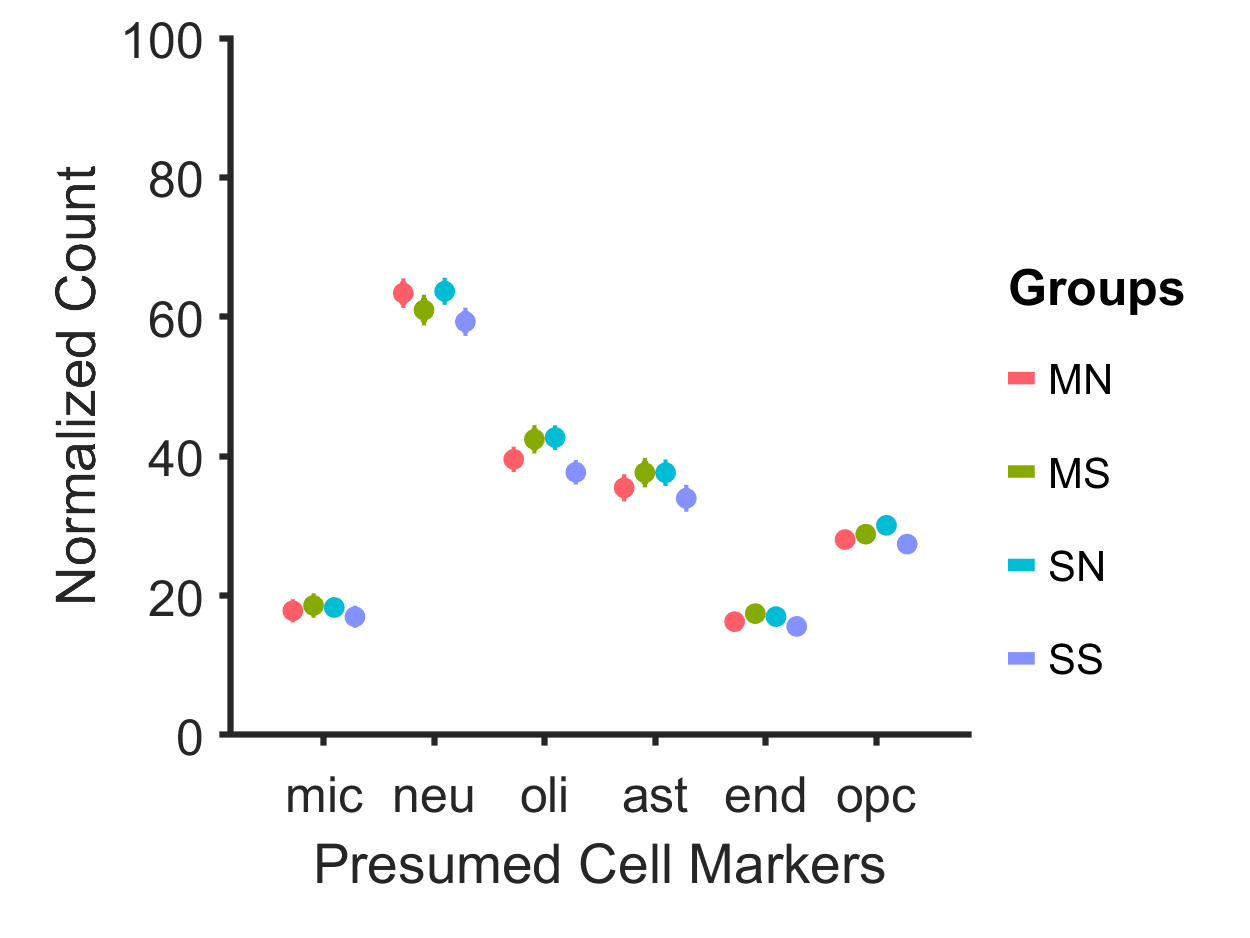 100
80
60
40
20
0
Normalized Count
mic neu oli ast end opc
Presumed Cell Markers
Groups
MN
MS
SN
SS